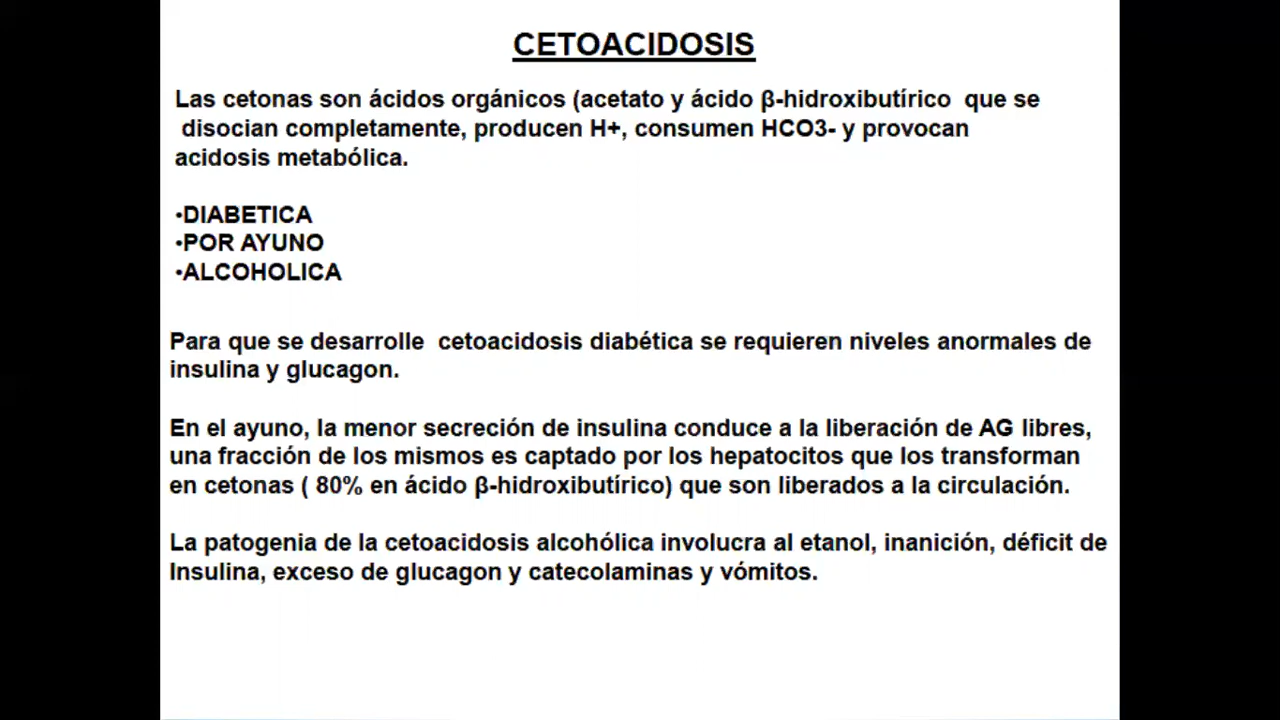 CETOACIDOSIS
Las cetonas son ácidos orgánicos (acetato y ácido β-hidroxibutírico que se
disocian completamente, producen H+, consumen HCO3- y provocan
acidosis metabólica.
•DIABETICA
•POR AYUNO
•ALCOHOLICA
Para que se desarrolle cetoacidosis diabética se requieren niveles anormales de
insulina y glucagon.
En el ayuno, la menor secreción de insulina conduce a la liberación de AG libres,
una fracción de los mismos es captado por los hepatocitos que los transforman
en cetonas ( 80% en ácido β-hidroxibutírico) que son liberados a la circulación.
La patogenia de la cetoacidosis alcohólica involucra al etanol, inanición, déficit de
Insulina, exceso de glucagon y catecolaminas y vómitos.